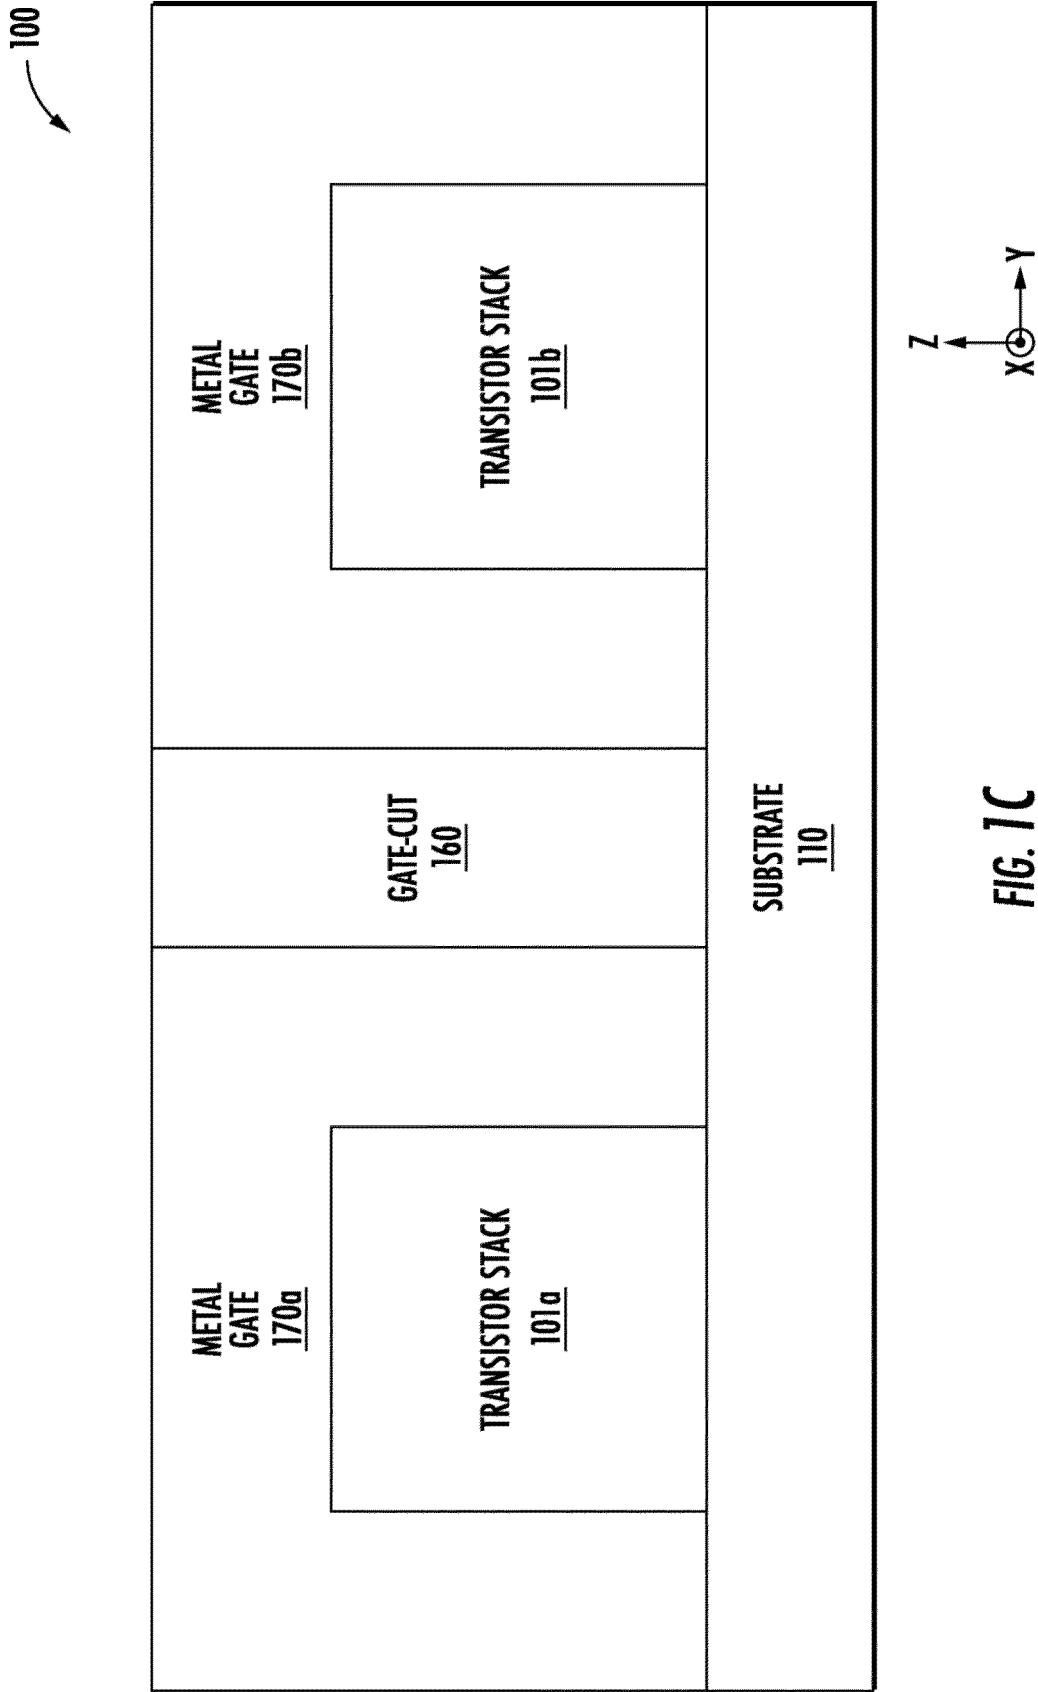 100
METAL
GATE
170a
METAL
GATE
170b
TRANSISTOR STACK
101a
GATE-CUT
160
TRANSISTOR STACK
101b
SUBSTRATE
110
Z
X
Y
FIG. 1C